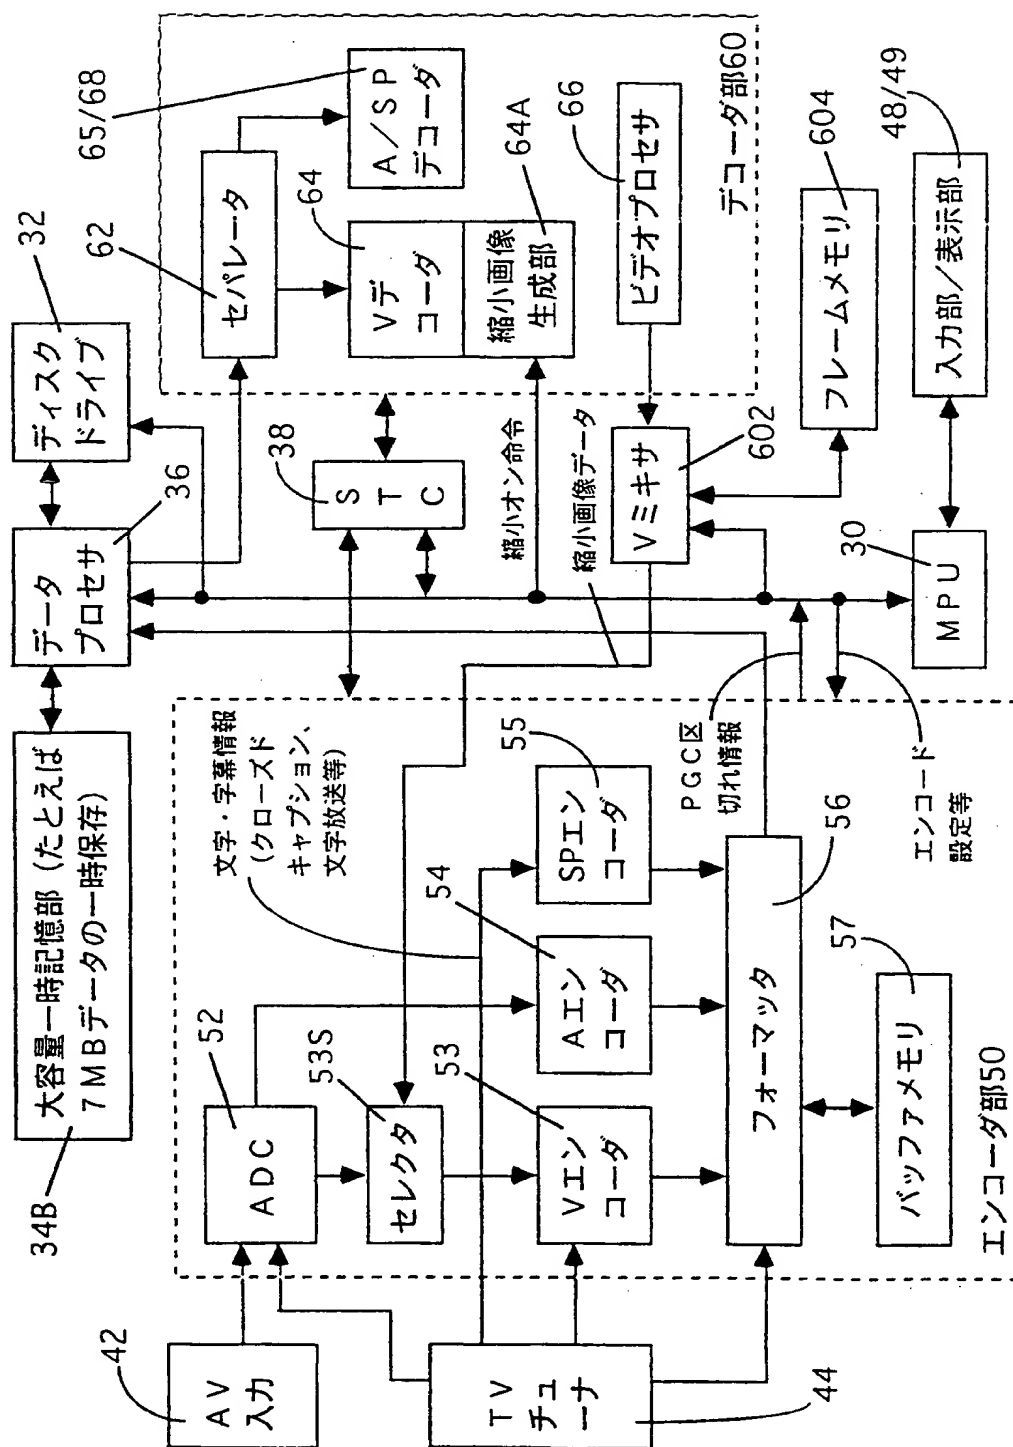 34B
大容量一時記憶部(たとえば
7MBデータの一時保存)
データ
プロセサ
36
ディスク
ドライブ
32
42
AV
入力
52
ADC
文字・字幕情報
(クローズド
キャプション、
文字放送等)
S
T
C
38
62
セパレータ
65/68
A/SP
デコーダ
53S
セレクタ
64
Vデ
コーダ
縮小画像
生成部
64A
TV
チュ
ーナ
44
53
Vエン
コーダ
54
Aエン
コーダ
SPエン
コーダ
55
縮小オン命令
縮小画像データ
Vミキサ
602
ビデオプロセサ
66
デコーダ部60
フォーマッタ
56
PGC区
切れ情報
エンコード
設定等
フレームメモリ
604
バッファメモリ
57
エンコーダ部50
30
MPU
入力部/表示部
48/49